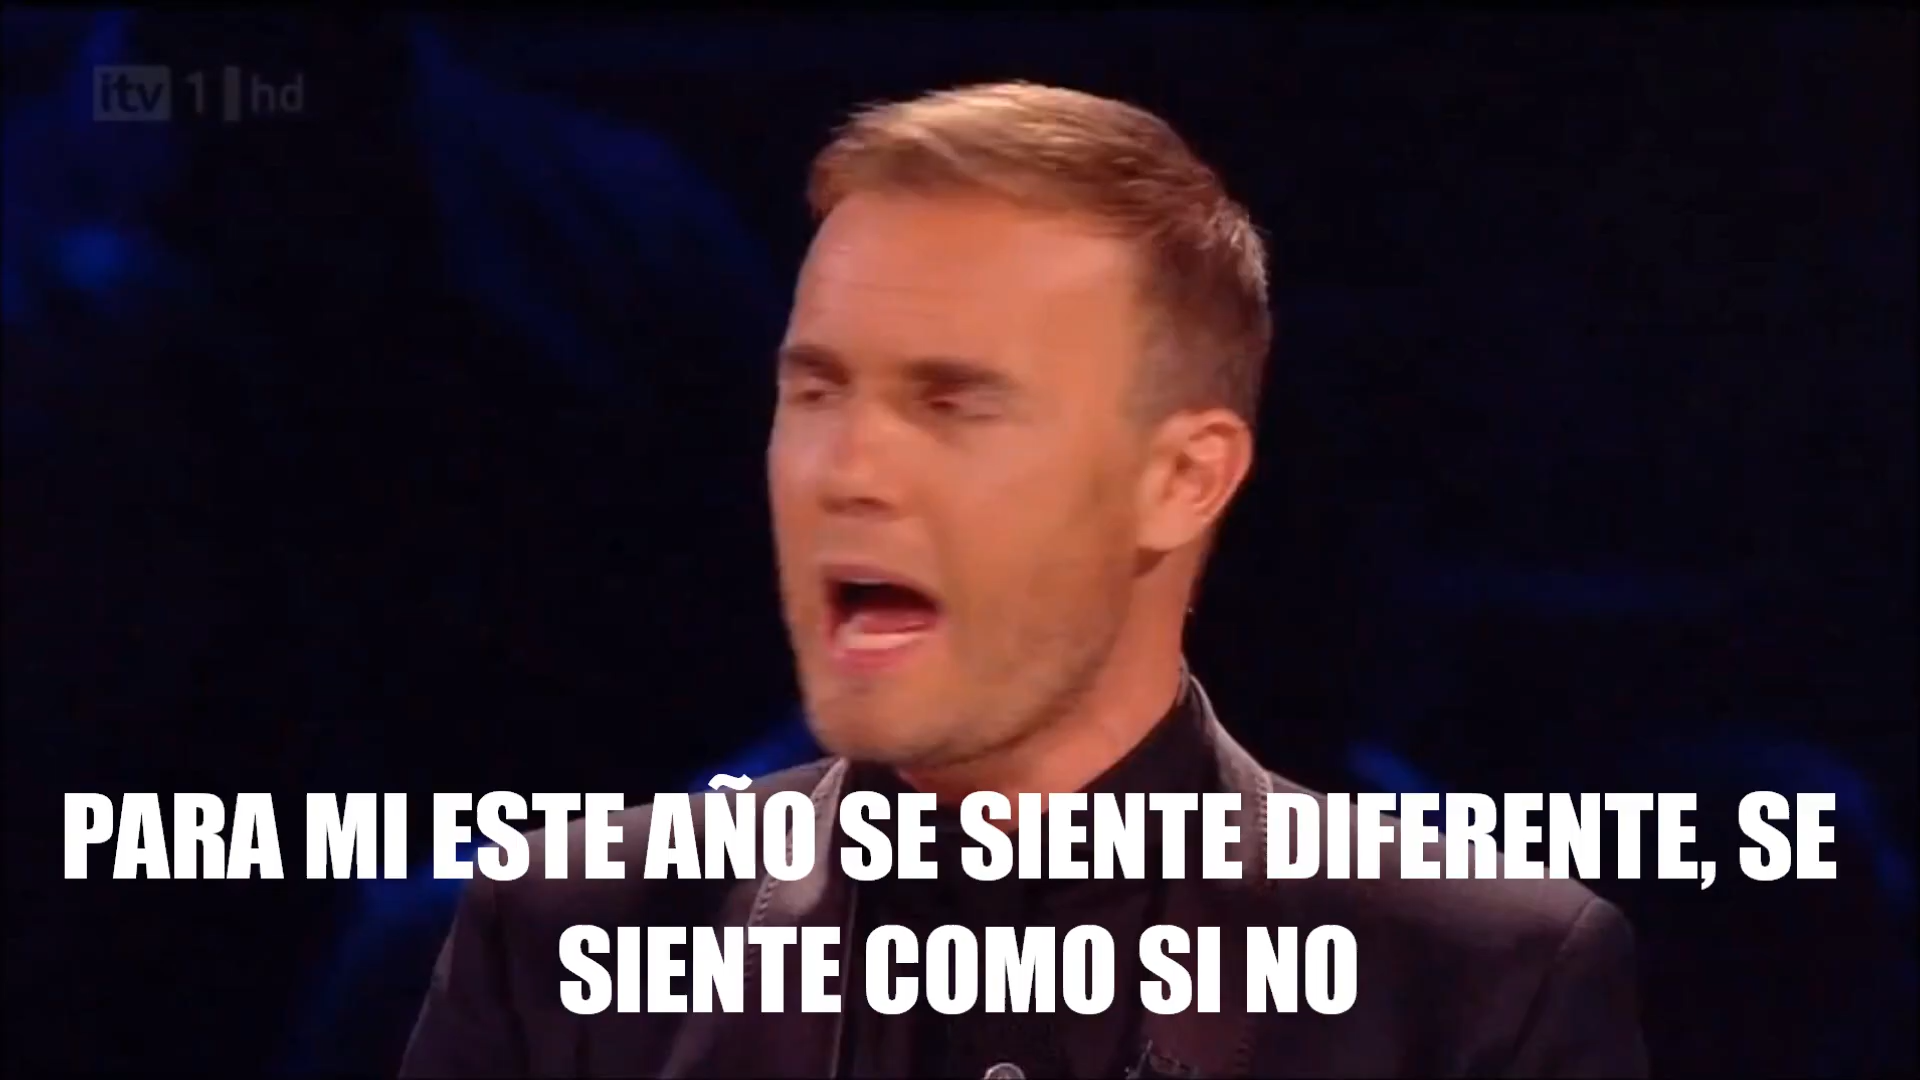 itv 1 hd
PARA MI ESTE AÑO SE SIENTE DIFERENTE, SE
SIENTE COMO SI NO